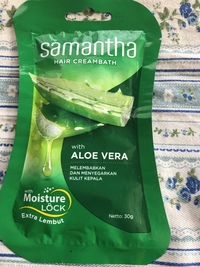 samantha
HAIR CREAMBATH
with
ALOE VERA
MELEMBABKAN
DAN MENYEGARKAN
KULIT KEPALA
with
Moisture
LOCK
Extra Lembut
Netto: 30g